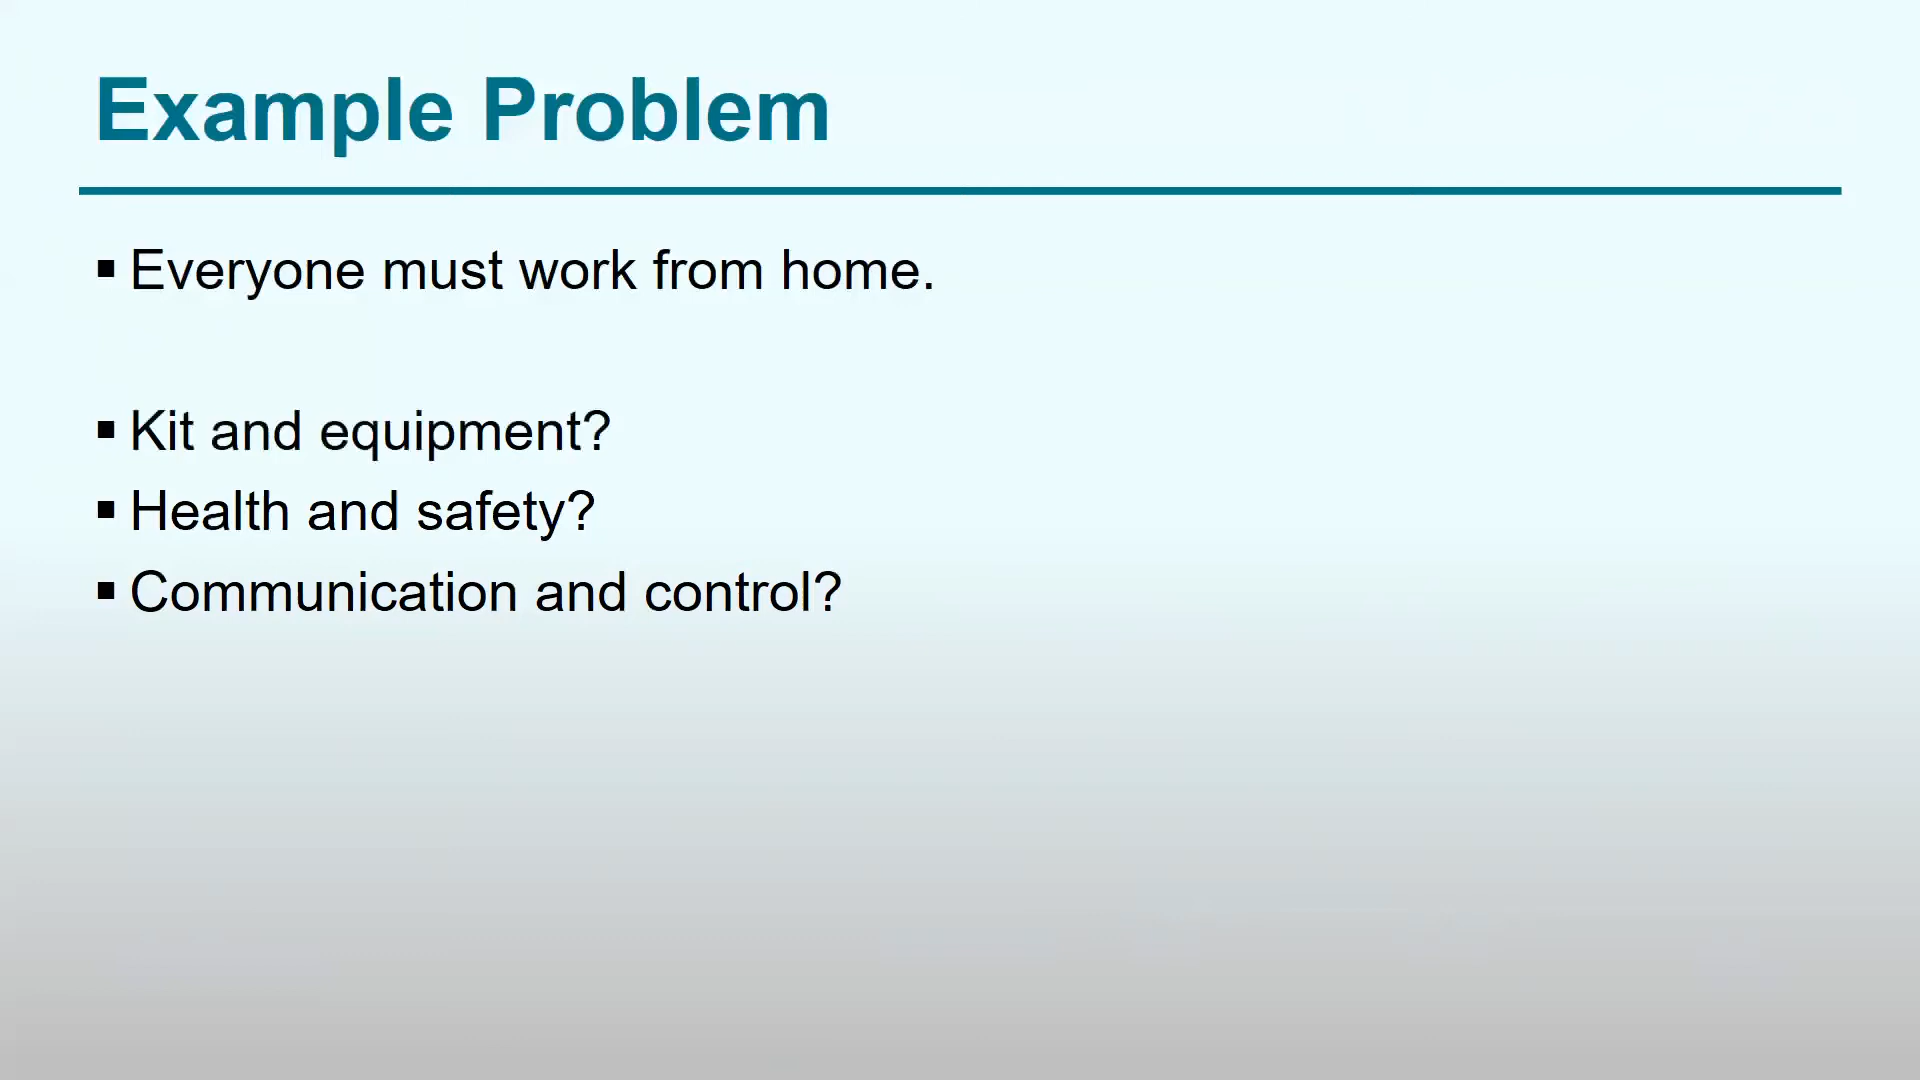 Example Problem
▪ Everyone must work from home.
▪ Kit and equipment?
▪ Health and safety?
▪ Communication and control?